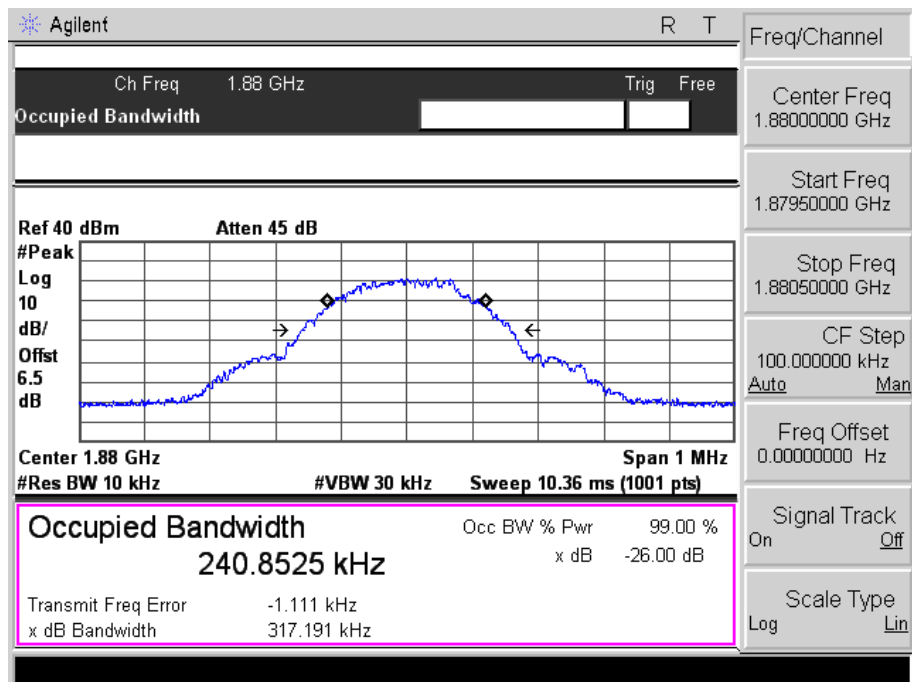 Agilent R T
Ch Freq 1.88 GHz Trig Free
Occupied Bandwidth
Ref 40 dBm Atten 45 dB
#Peak
Log
10
dB/
Offst
6.5
dB
Center 1.88 GHz Span 1 MHz
#Res BW 10 kHz #VBW 30 kHz Sweep 10.36 ms (1001 pts)
Occupied Bandwidth Occ BW % Pwr 99.00 %
240.8525 kHz x dB -26.00 dB
Transmit Freq Error -1.111 kHz
x dB Bandwidth 317.191 kHz
Freq/Channel
Center Freq
1.88000000 GHz
Start Freq
1.87950000 GHz
Stop Freq
1.88050000 GHz
CF Step
100.000000 kHz
Auto Man
Freq Offset
0.00000000 Hz
Signal Track
On Off
Scale Type
Log Lin